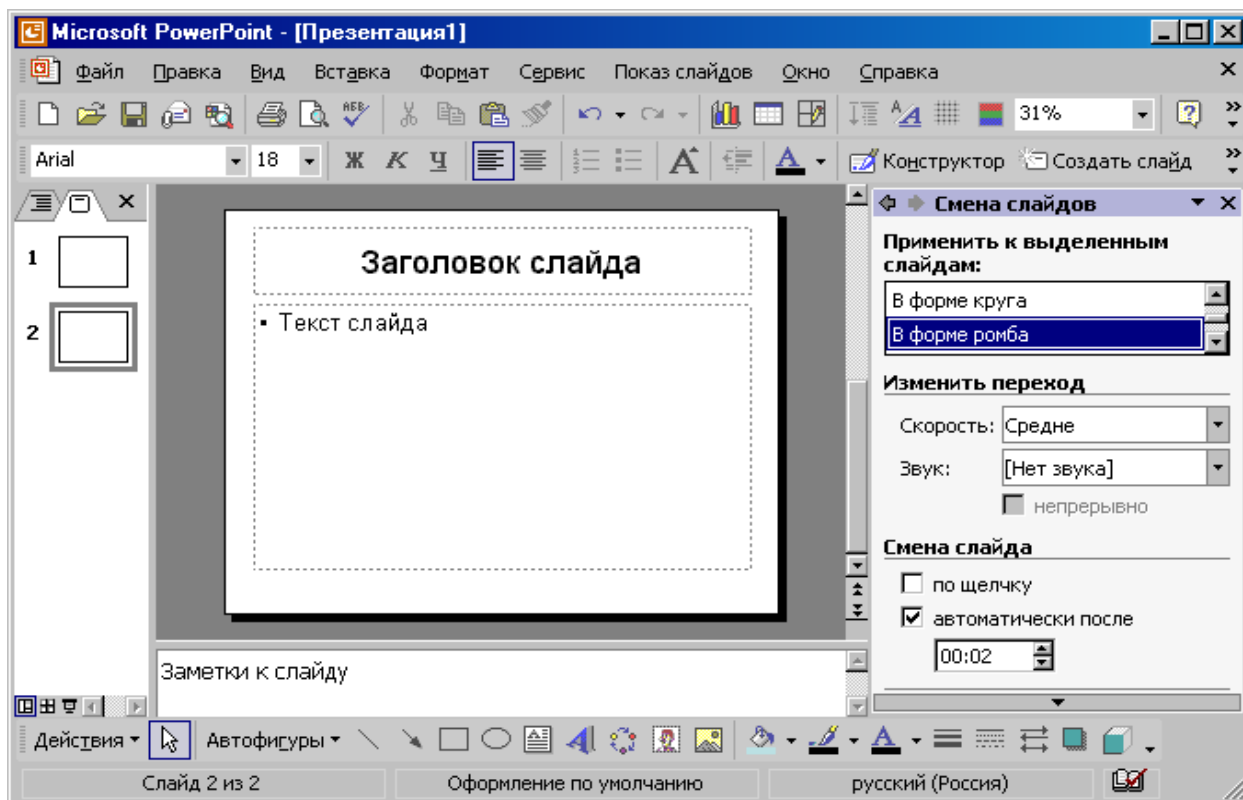 Microsoft PowerPoint - [Презентация1]
Файл Правка Вид Вставка Формат Сервис Показ слайдов Окно Справка
31%
Arial 18 Ж К Ч Конструктор Создать слайд
Смена слайдов
Применить к выделенным
слайдам:
В форме круга
В форме ромба
Изменить переход
Скорость: Средне
Звук: [Нет звука]
непрерывно
Смена слайда
по щелчку
автоматически после
00:02
1
2
Заголовок слайда
▪ Текст слайда
Заметки к слайду
Действия Автофигуры
Слайд 2 из 2 Оформление по умолчанию русский (Россия)